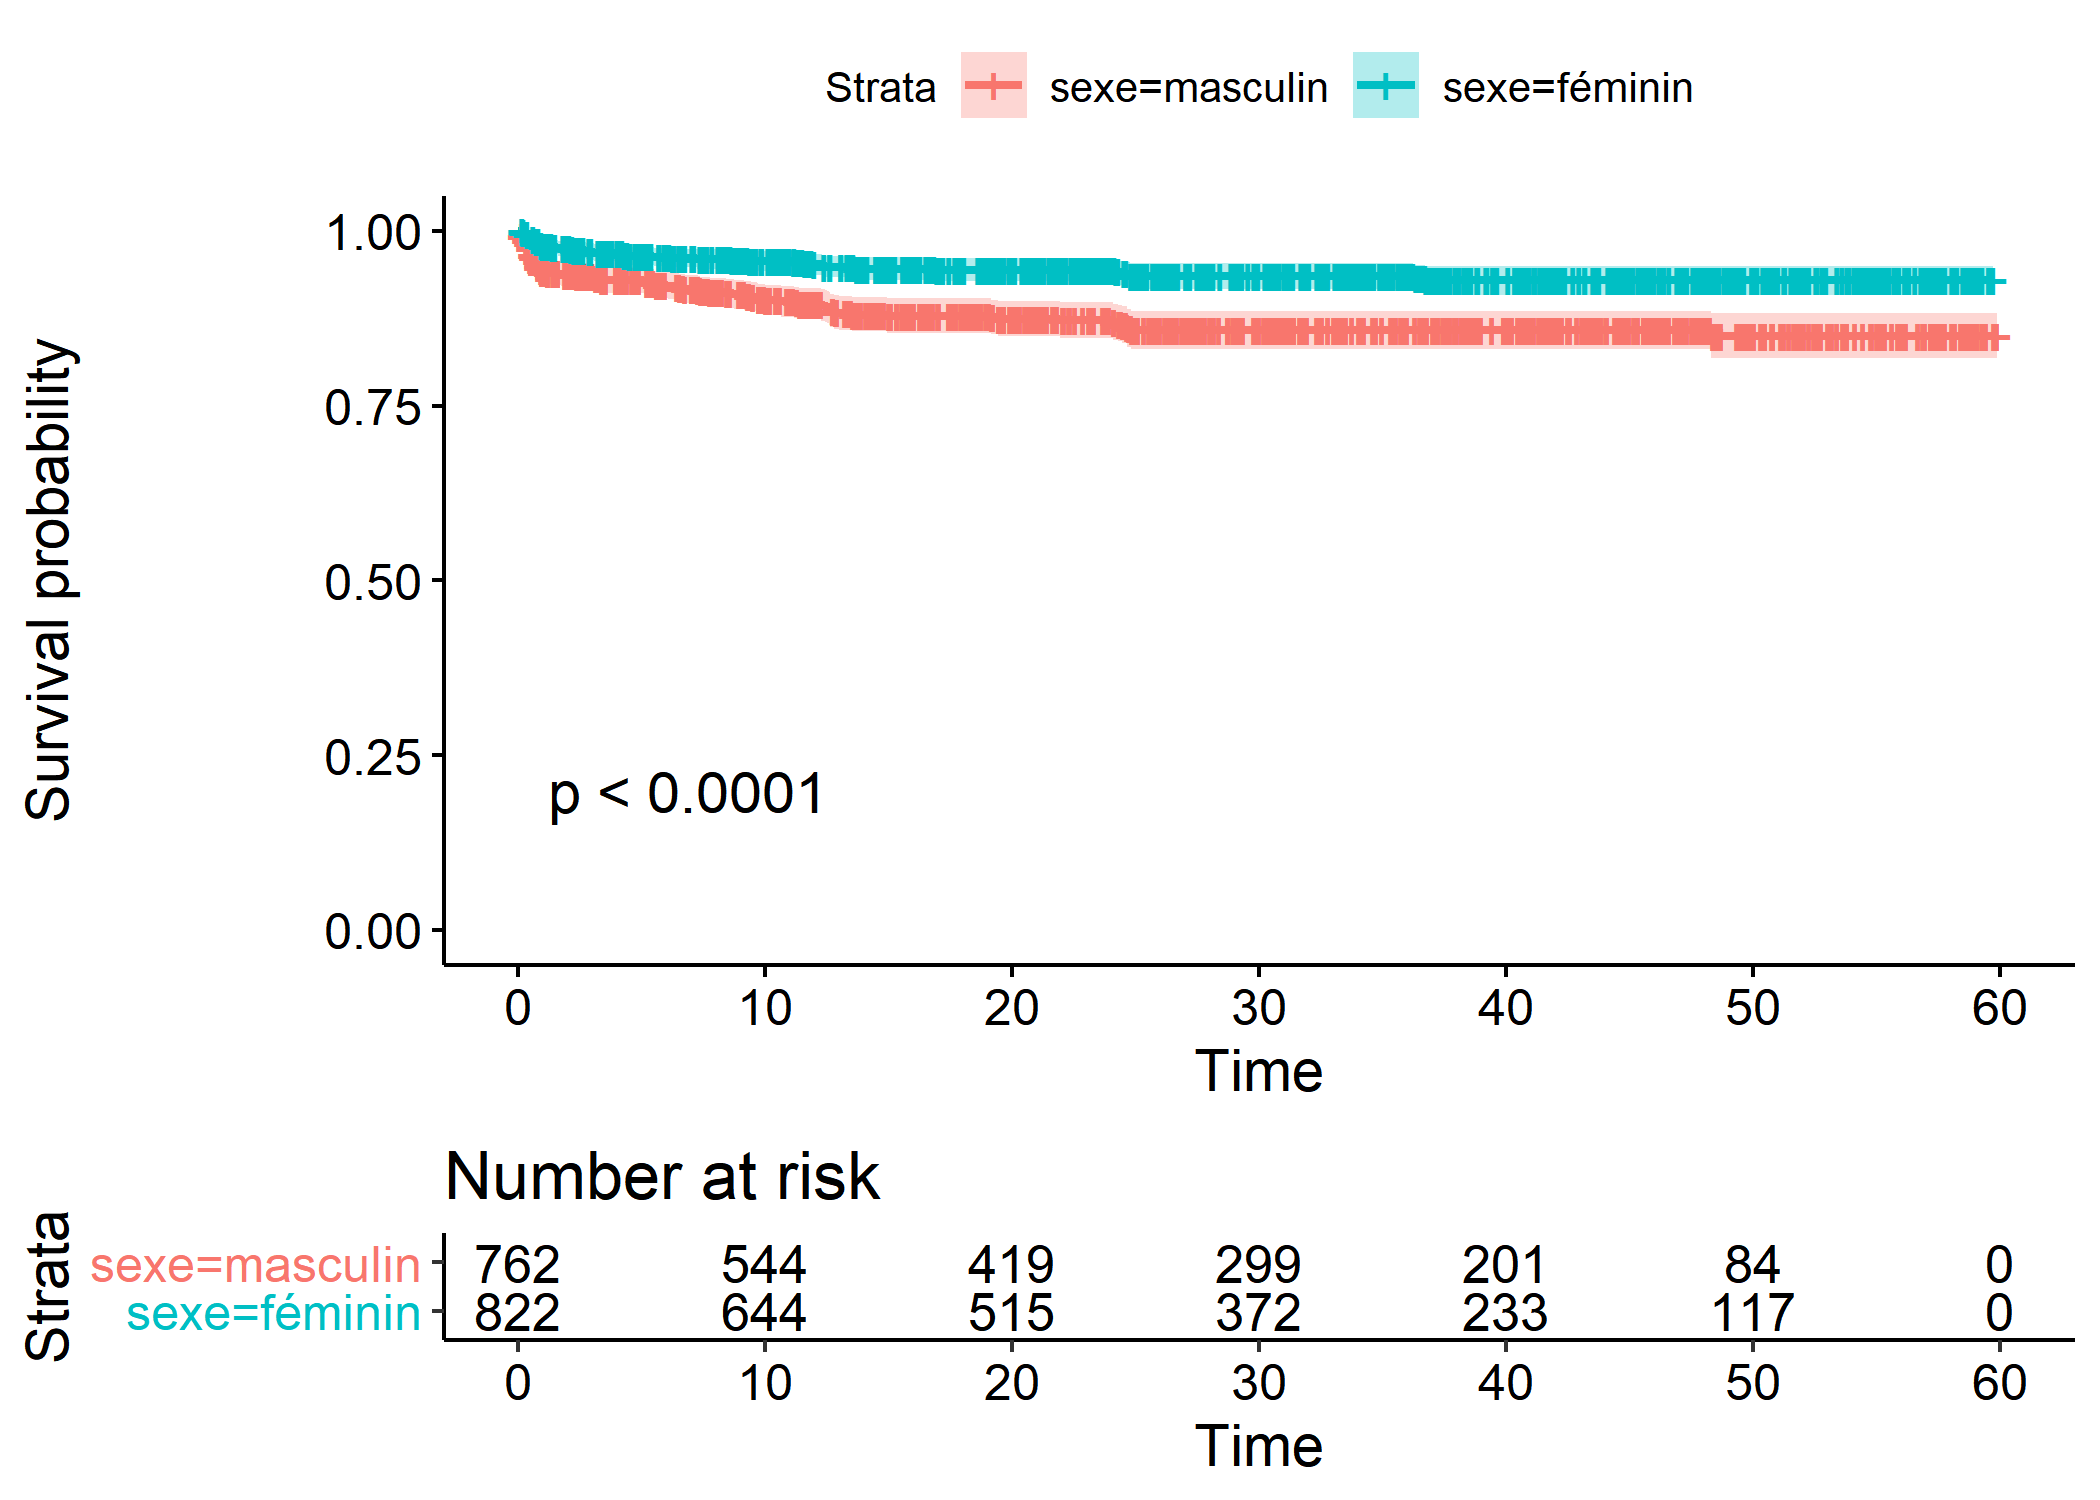 Strata sexe=masculin sexe=féminin
Survival probability
1.00
0.75
0.50
0.25
0.00
p < 0.0001
0 10 20 30 40 50 60
Time
Number at risk
Strata
sexe=masculin 762 544 419 299 201 84 0
sexe=féminin 822 644 515 372 233 117 0
0 10 20 30 40 50 60
Time